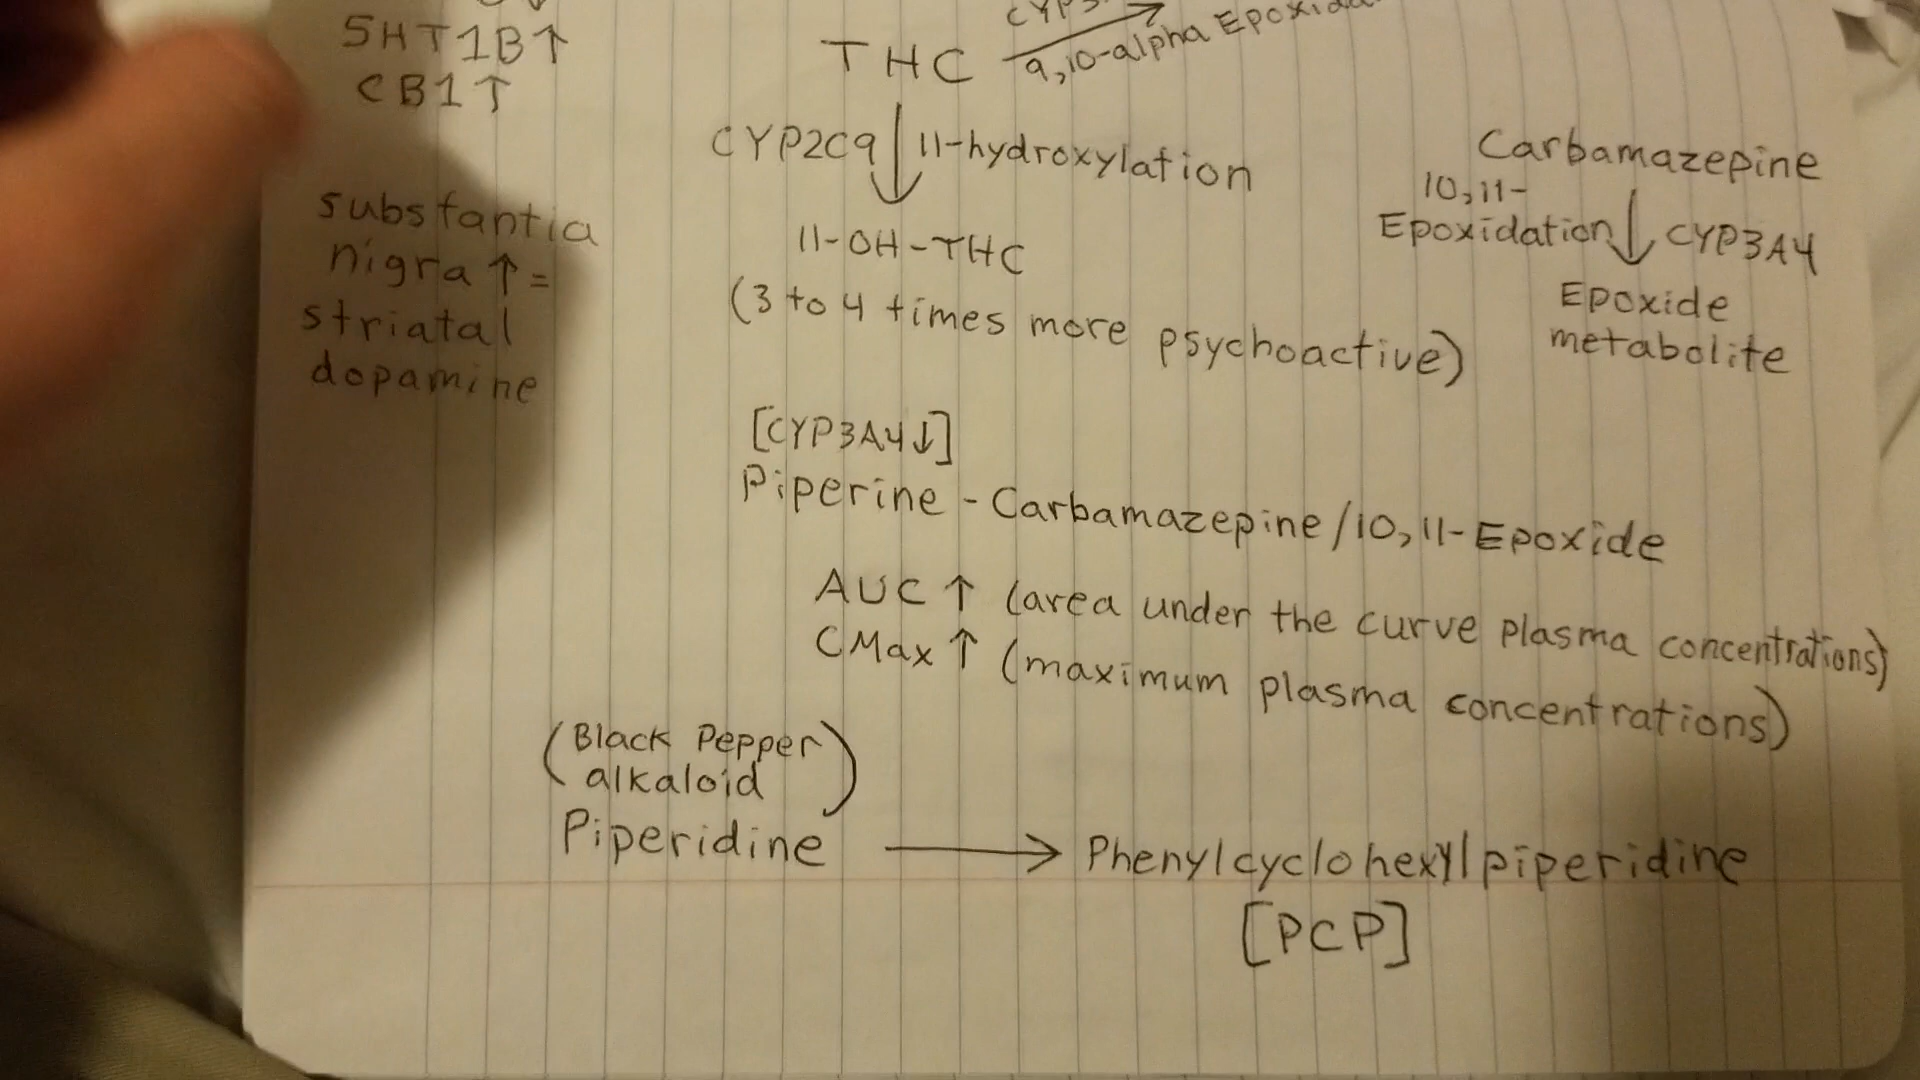 5HT1B↑
CB1↑
substantia
nigra ↑ =
striatal
dopamine
THC
9,10-alpha
CYP2C9 11-hydroxylation
11-OH-THC
(3 to 4 times more psychoactive)
Carbamazepine
10,11-
Epoxidation CYP3A4
Epoxide
metabolite
[CYP3A4↓]
Piperine - Carbamazepine/10,11-Epoxide
AUC ↑ (area under the curve plasma concentrations)
CMax ↑ (maximum plasma concentrations)
(Black Pepper
alkaloid)
Piperidine → Phenylcyclohexylpiperidine
[PCP]